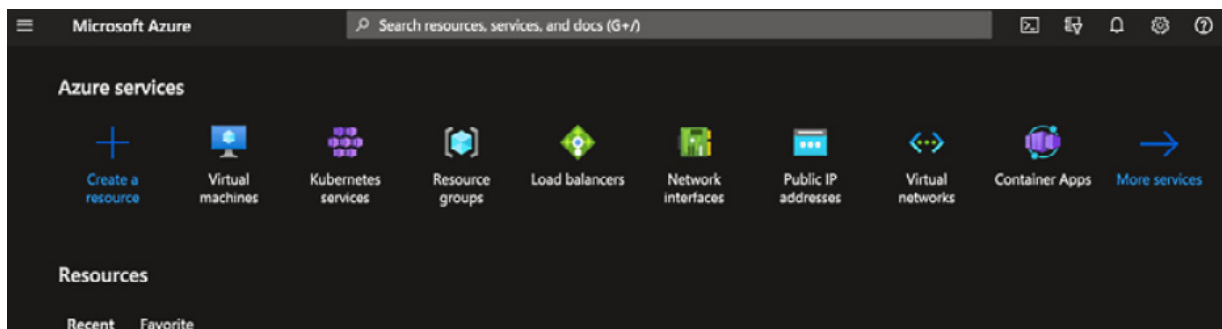 Microsoft Azure
Search resources, services, and docs (G+/)
Azure services
Create a resource
Virtual machines
Kubernetes services
Resource groups
Load balancers
Network interfaces
Public IP addresses
Virtual networks
Container Apps
More services
Resources
Recent Favorite